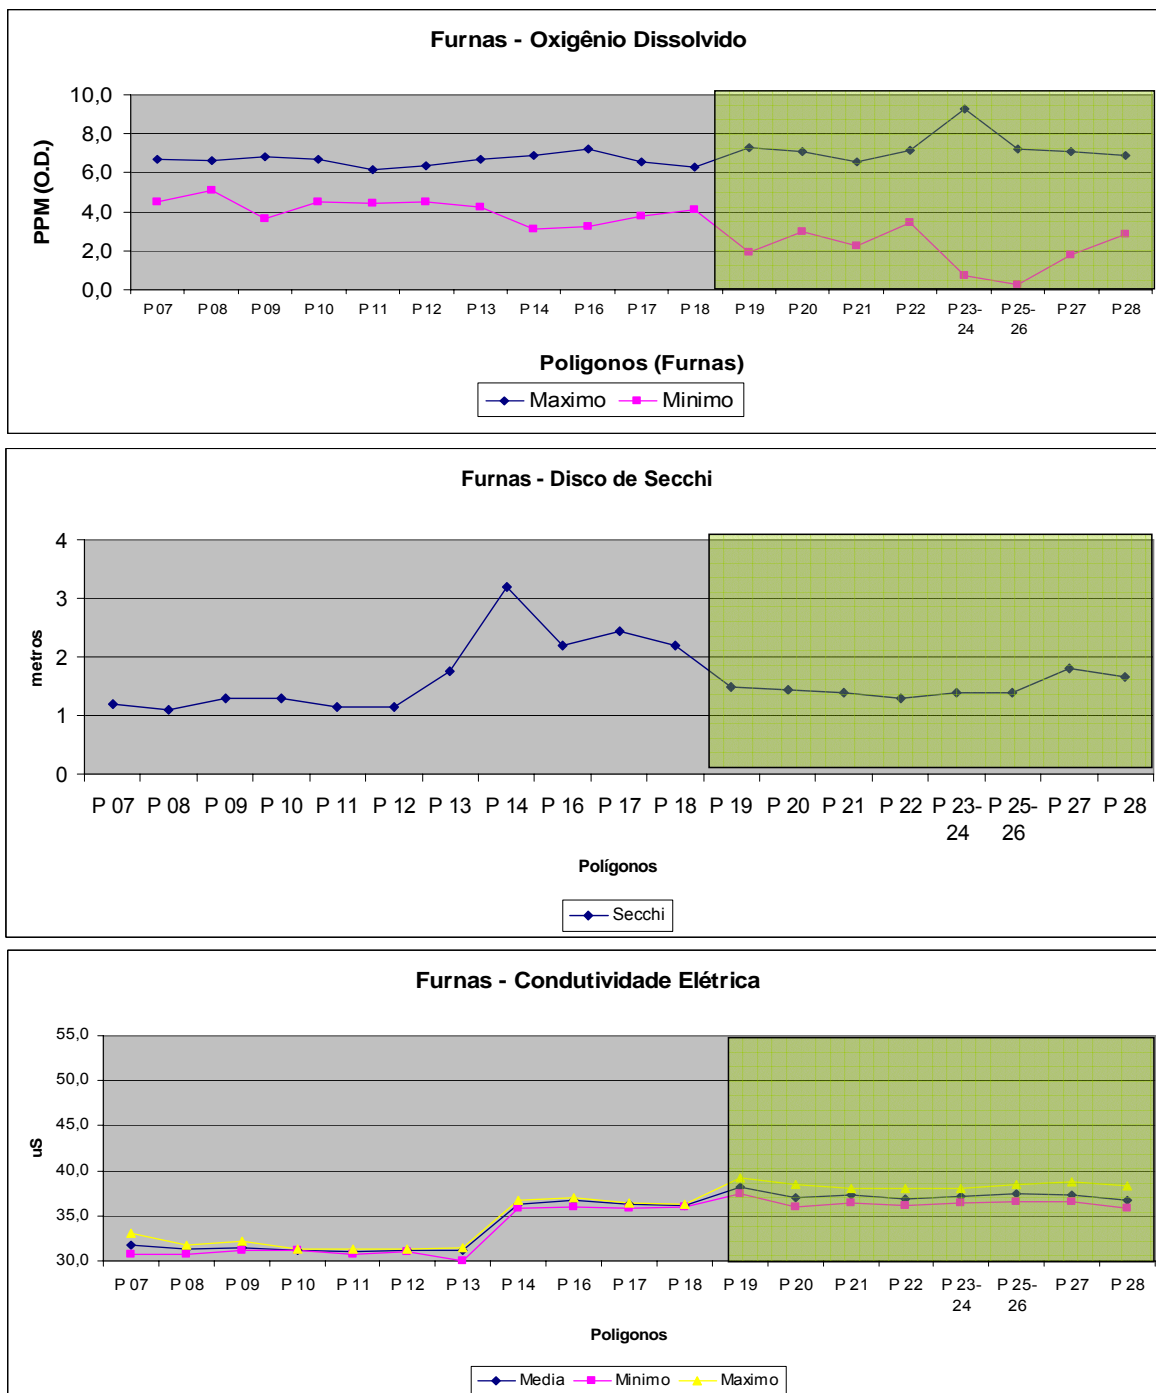 Furnas - Oxigênio Dissolvido
PPM (O.D.)
10,0
8,0
6,0
4,0
2,0
0,0
P 07 P 08 P 09 P 10 P 11 P 12 P 13 P 14 P 16 P 17 P 18 P 19 P 20 P 21 P 22 P 23- P 25- P 27 P 28
24 26
Poligonos (Furnas)
Maximo Minimo
Furnas - Disco de Secchi
metros
4
3
2
1
0
P 07 P 08 P 09 P 10 P 11 P 12 P 13 P 14 P 16 P 17 P 18 P 19 P 20 P 21 P 22 P 23- P 25- P 27 P 28
24 26
Polígonos
Secchi
Furnas - Condutividade Elétrica
uS
55,0
50,0
45,0
40,0
35,0
30,0
P 07 P 08 P 09 P 10 P 11 P 12 P 13 P 14 P 16 P 17 P 18 P 19 P 20 P 21 P 22 P 23- P 25- P 27 P 28
24 26
Poligonos
Media Minimo Maximo